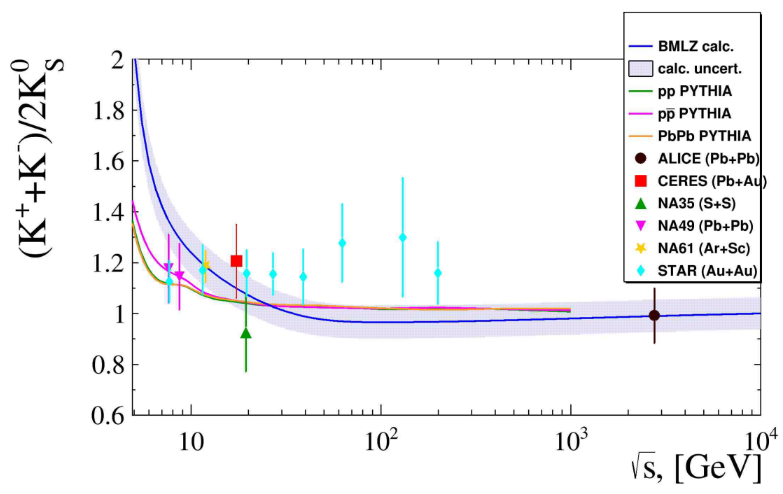 (K⁺+K⁻)/2K⁰_S
2
1.8
1.6
1.4
1.2
1
0.8
0.6
10
10²
10³
10⁴
√s, [GeV]
BMLZ calc.
calc. uncert.
pp PYTHIA
pp̅ PYTHIA
PbPb PYTHIA
ALICE (Pb+Pb)
CERES (Pb+Au)
NA35 (S+S)
NA49 (Pb+Pb)
NA61 (Ar+Sc)
STAR (Au+Au)